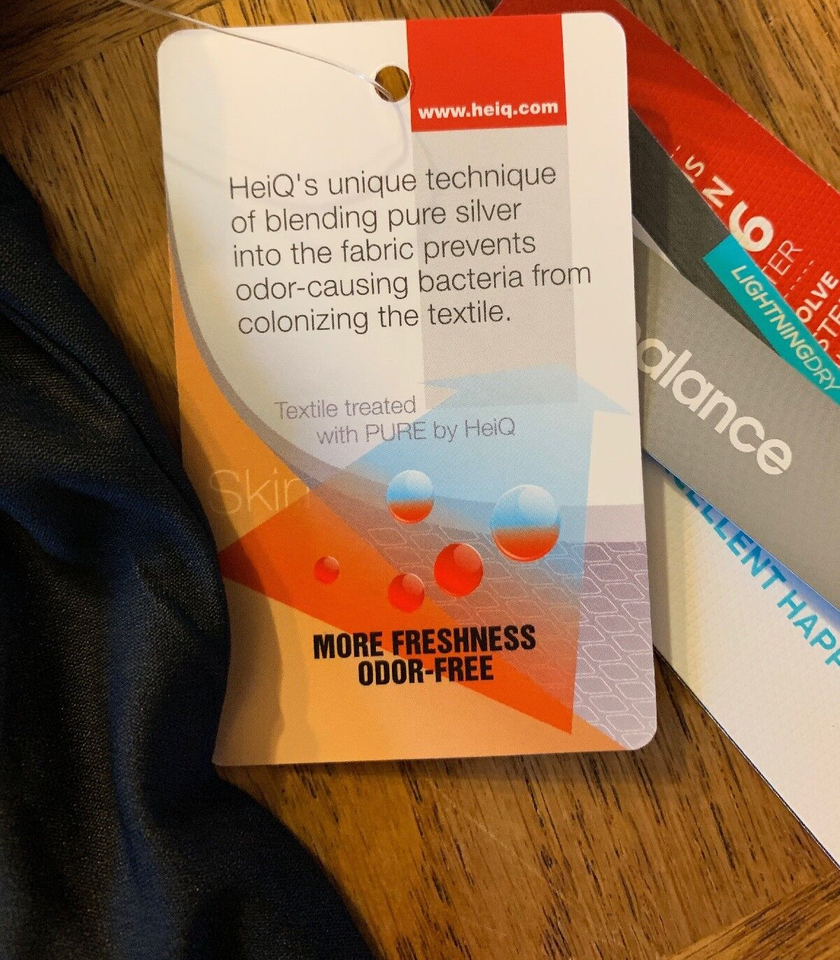 www.heiq.com
HeiQ's unique technique
of blending pure silver
into the fabric prevents
odor-causing bacteria from
colonizing the textile.
Textile treated
with PURE by HeiQ
Skin
MORE FRESHNESS
ODOR-FREE
LIGHTNINGDRY
alance